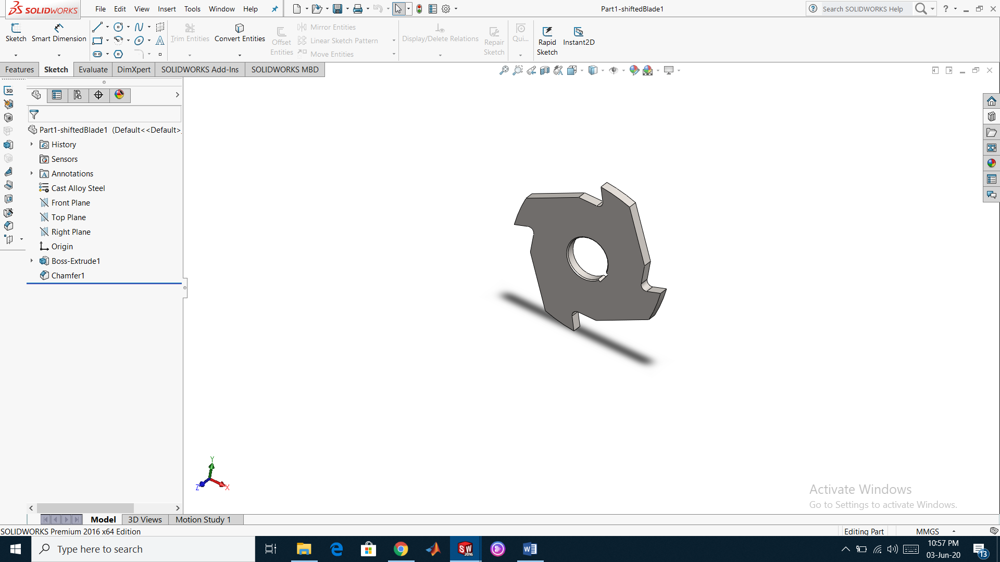 SOLIDWORKS File Edit View Insert Tools Window Help Part1-shiftedBlade1 Search SOLIDWORKS Help ?
Sketch Smart Dimension Trim Entities Convert Entities Offset Entities Mirror Entities Linear Sketch Pattern Move Entities Display/Delete Relations Repair Sketch Qui... Rapid Sketch Instant2D
Features Sketch Evaluate DimXpert SOLIDWORKS Add-Ins SOLIDWORKS MBD
3D
Part1-shiftedBlade1 (Default<<Default>
History
Sensors
Annotations
Cast Alloy Steel
Front Plane
Top Plane
Right Plane
Origin
Boss-Extrude1
Chamfer1
Y
Z X
Activate Windows
Go to Settings to activate Windows.
Model 3D Views Motion Study 1
SOLIDWORKS Premium 2016 x64 Edition Editing Part MMGS
Type here to search SW 2016 W 10:57 PM
03-Jun-20 13